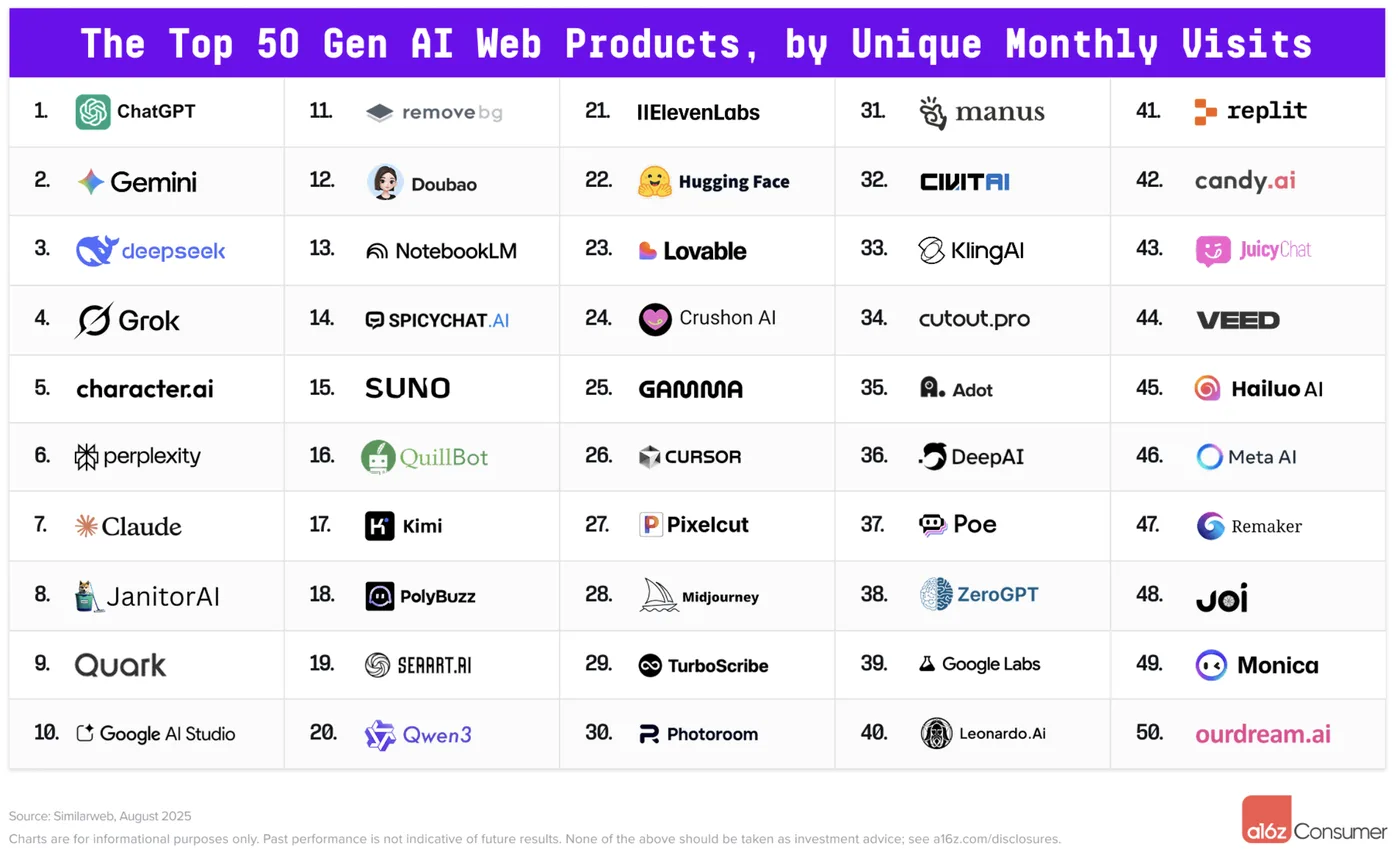 The Top 50 Gen AI Web Products, by Unique Monthly Visits
1. ChatGPT
2. Gemini
3. deepseek
4. Grok
5. character.ai
6. perplexity
7. Claude
8. JanitorAI
9. Quark
10. Google AI Studio
11. removebg
12. Doubao
13. NotebookLM
14. SPICYCHAT.AI
15. SUNO
16. QuillBot
17. Kimi
18. PolyBuzz
19. SEAART.AI
20. Qwen3
21. IIElevenLabs
22. Hugging Face
23. Lovable
24. Crushon AI
25. GAMMA
26. CURSOR
27. Pixelcut
28. Midjourney
29. TurboScribe
30. Photoroom
31. manus
32. CIVITAI
33. KlingAI
34. cutout.pro
35. Adot
36. DeepAI
37. Poe
38. ZeroGPT
39. Google Labs
40. Leonardo.Ai
41. replit
42. candy.ai
43. JuicyChat
44. VEED
45. Hailuo AI
46. Meta AI
47. Remaker
48. JOI
49. Monica
50. ourdream.ai
Source: Similarweb, August 2025
Charts are for informational purposes only. Past performance is not indicative of future results. None of the above should be taken as investment advice; see a16z.com/disclosures.
a16z Consumer